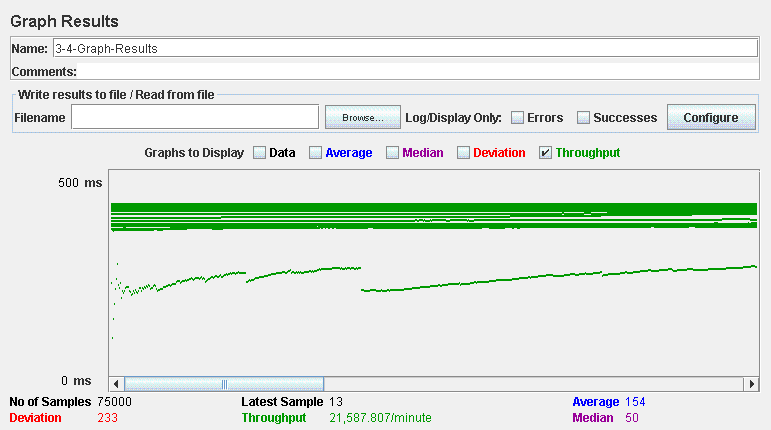 Graph Results
Name: 3-4-Graph-Results
Comments:
Write results to file / Read from file
Filename Browse... Log/Display Only: Errors Successes Configure
Graphs to Display Data Average Median Deviation Throughput
500 ms
0 ms
No of Samples 75000 Latest Sample 13 Average 154
Deviation 233 Throughput 21,587.807/minute Median 50